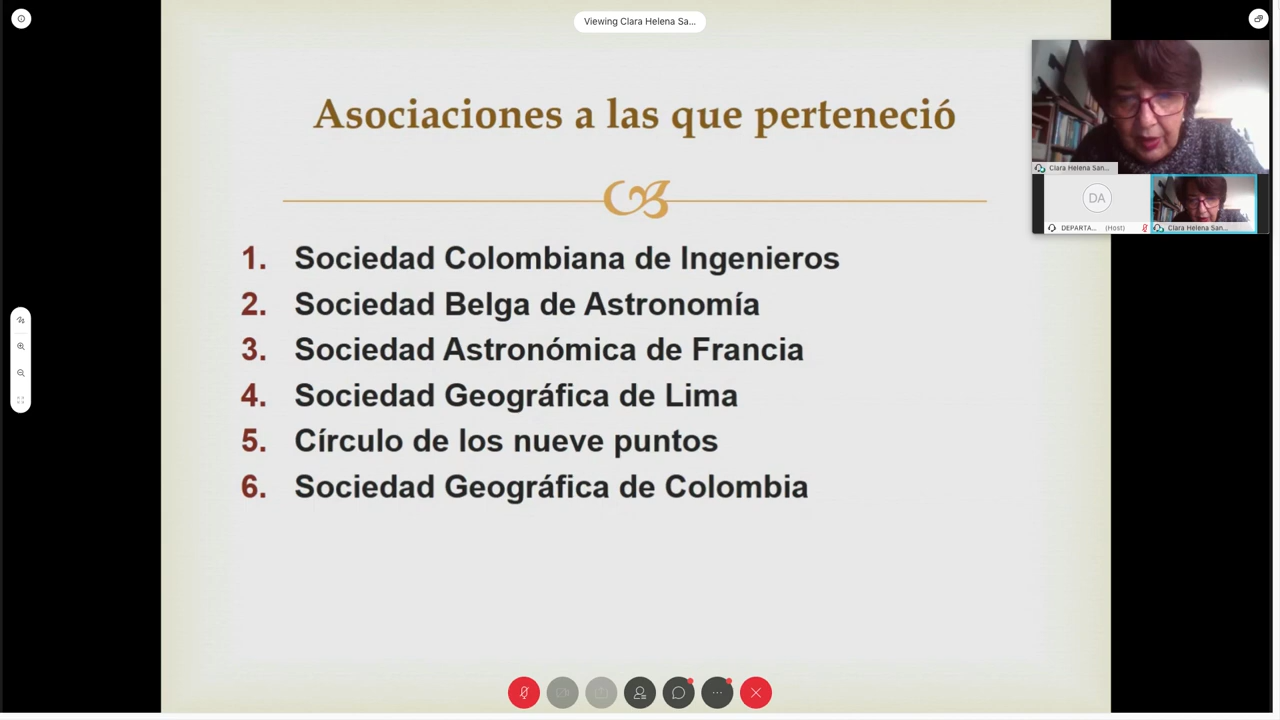 Viewing Clara Helena Sa...
Asociaciones a las que perteneció
1. Sociedad Colombiana de Ingenieros
2. Sociedad Belga de Astronomía
3. Sociedad Astronómica de Francia
4. Sociedad Geográfica de Lima
5. Círculo de los nueve puntos
6. Sociedad Geográfica de Colombia
Clara Helena San...
DA
DEPARTA... (Host)
Clara Helena San...